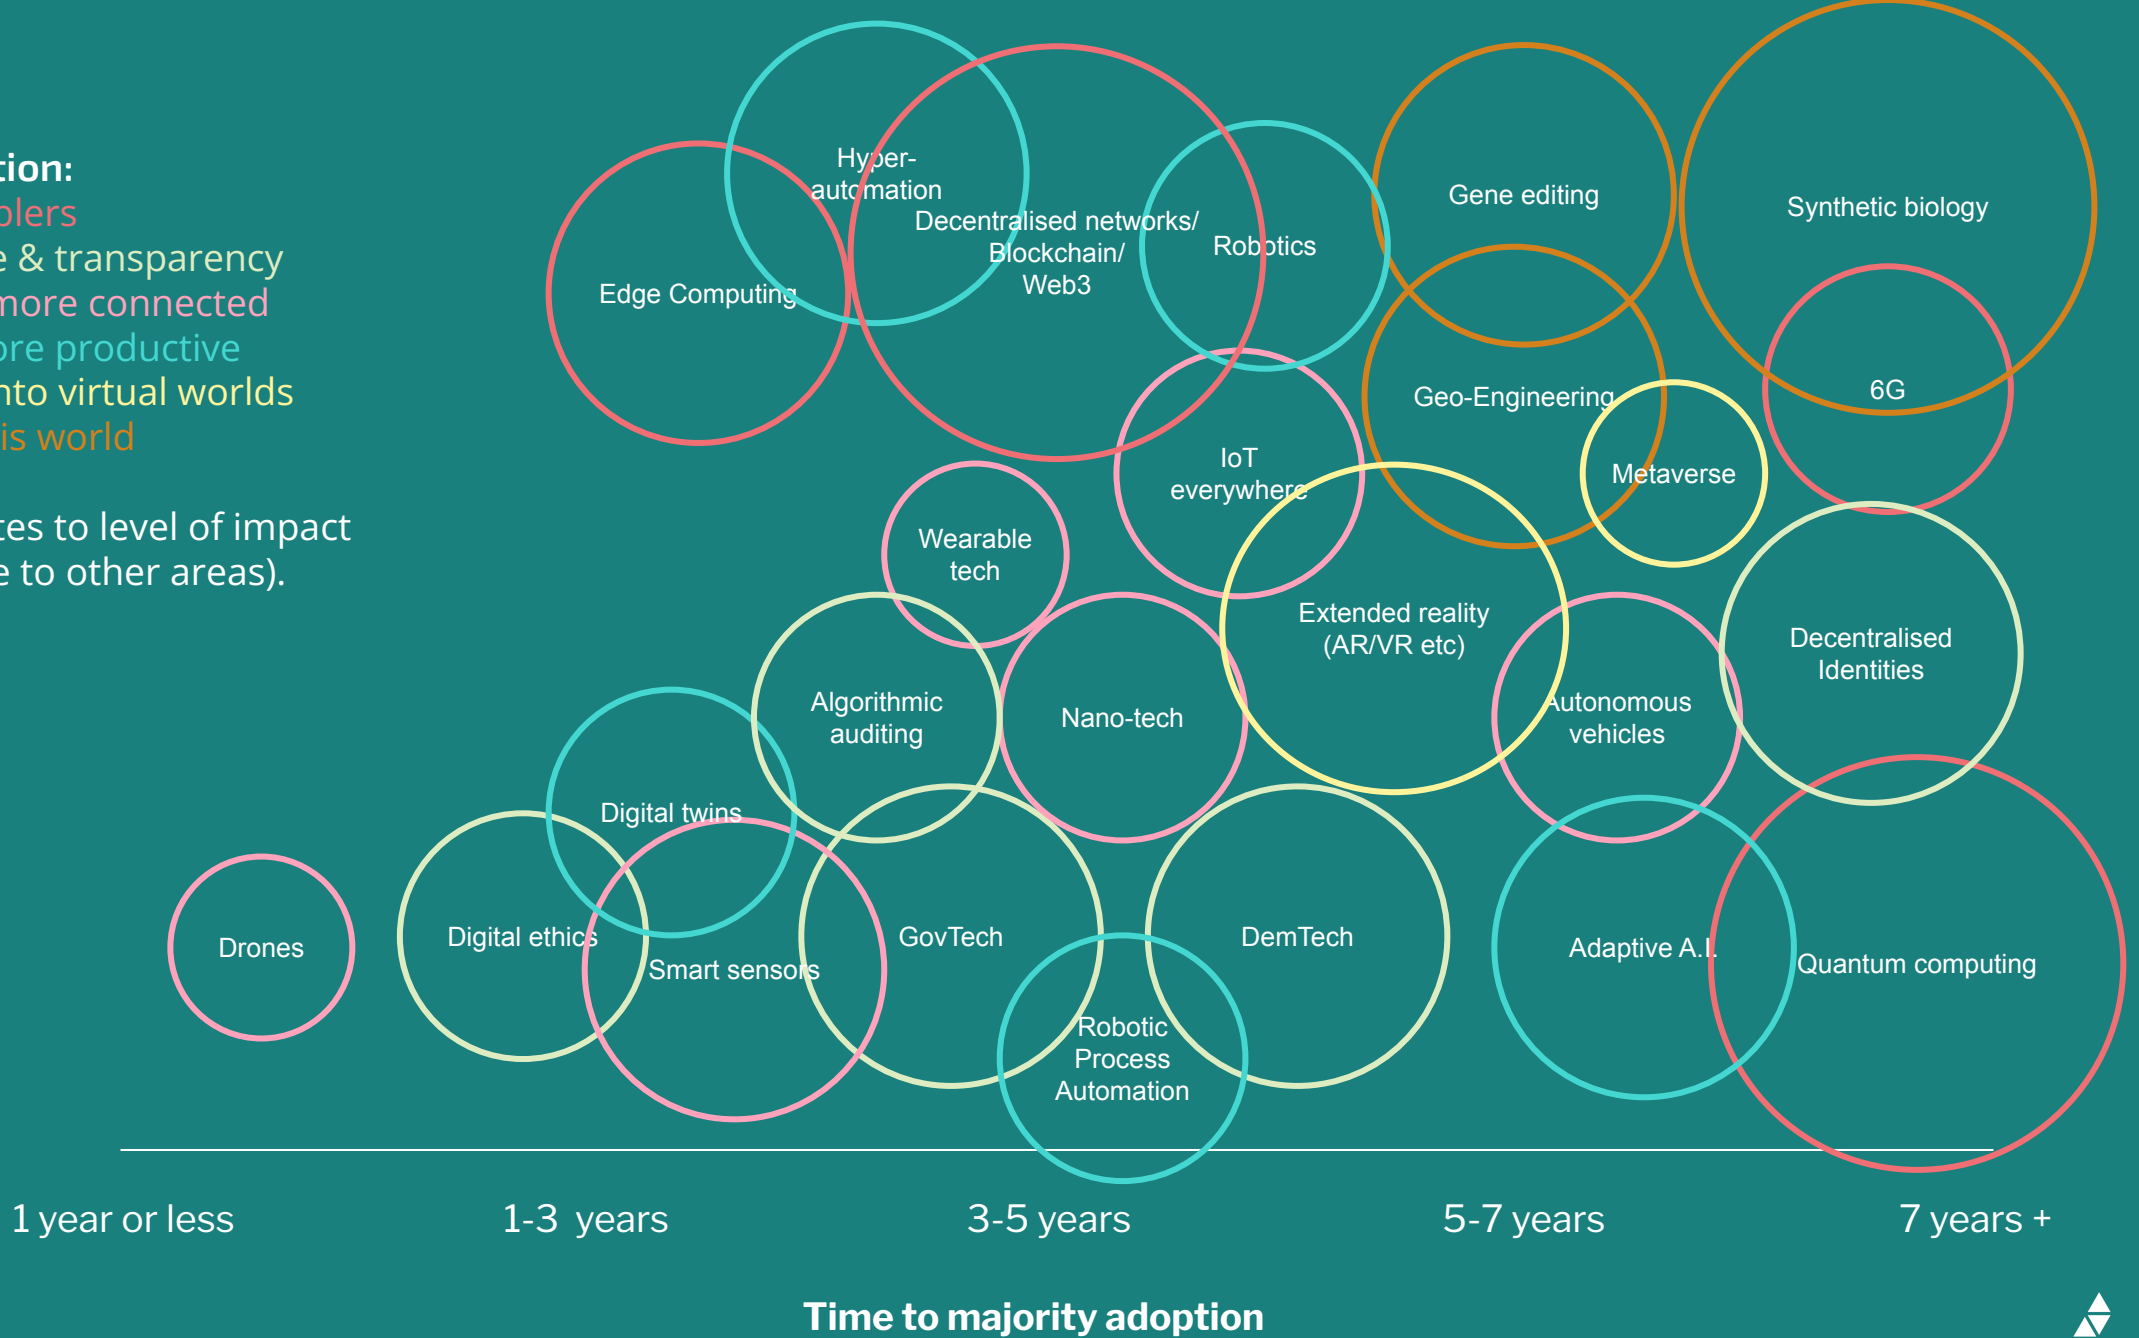 tion:
blers
e & transparency
more connected
ore productive
nto virtual worlds
is world
tes to level of impact
e to other areas).
Hyper-
automation
Decentralised networks/
Blockchain/
Web3
Edge Computing
Robotics
Gene editing
Synthetic biology
Geo-Engineering
6G
IoT
everywhere
Metaverse
Wearable
tech
Extended reality
(AR/VR etc)
Decentralised
Identities
Algorithmic
auditing
Nano-tech
Autonomous
vehicles
Digital twins
Drones
Digital ethics
Smart sensors
GovTech
DemTech
Adaptive A.I.
Quantum computing
Robotic
Process
Automation
1 year or less
1-3 years
3-5 years
5-7 years
7 years +
Time to majority adoption